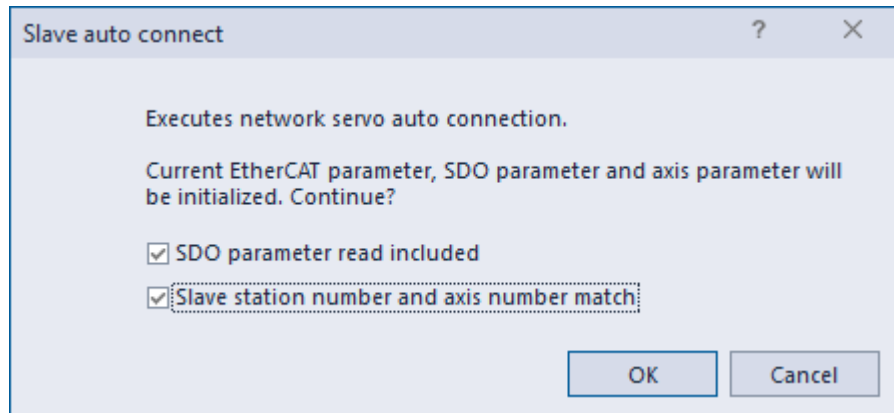 Slave auto connect
?
Executes network servo auto connection.
Current EtherCAT parameter, SDO parameter and axis parameter will
be initialized. Continue?
SDO parameter read included
Slave station number and axis number match
OK
Cancel